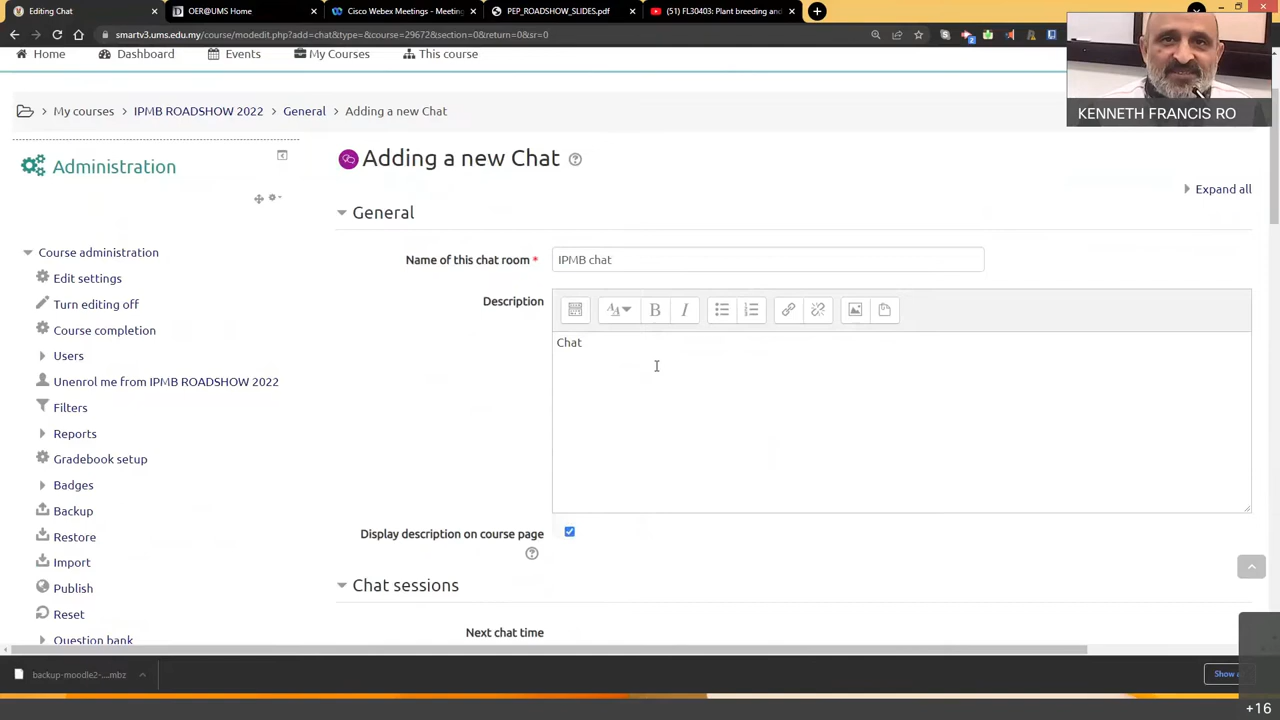 Editing Chat
OER@UMS Home
Cisco Webex Meetings - Meeting
PEP_ROADSHOW_SLIDES.pdf
(51) FL30403: Plant breeding and
smartv3.ums.edu.my/course/modedit.php?add=chat&type=&course=29672&section=0&return=0&sr=0
Home
Dashboard
Events
My Courses
This course
KENNETH FRANCIS RO
My courses
IPMB ROADSHOW 2022
General
Adding a new Chat
Administration
Adding a new Chat
Expand all
General
Course administration
Name of this chat room *
IPMB chat
Edit settings
Description
Turn editing off
Course completion
Chat
Users
Unenrol me from IPMB ROADSHOW 2022
Filters
Reports
Gradebook setup
Badges
Backup
Display description on course page
Restore
Import
Chat sessions
Publish
Reset
Next chat time
Question bank
backup-moodle2-....mbz
Show
+16